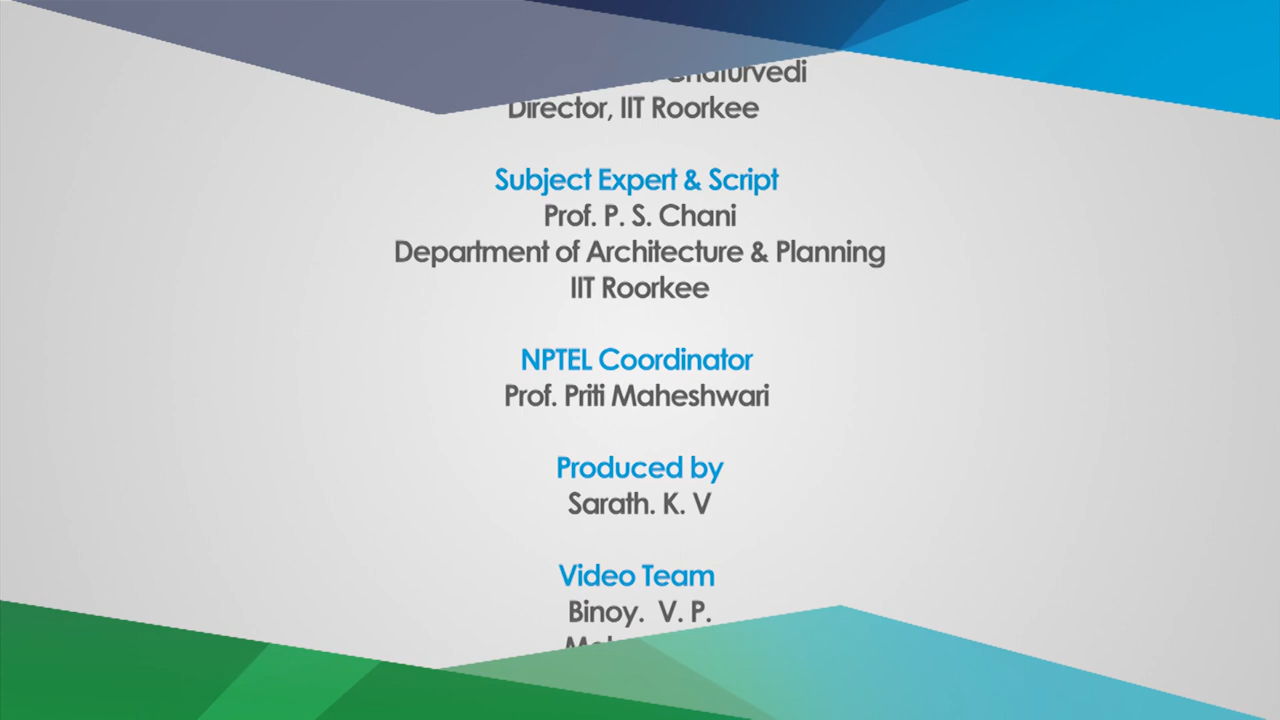 Chaturvedi
Director, IIT Roorkee
Subject Expert & Script
Prof. P. S. Chani
Department of Architecture & Planning
IIT Roorkee
NPTEL Coordinator
Prof. Priti Maheshwari
Produced by
Sarath. K. V
Video Team
Binoy. V. P.